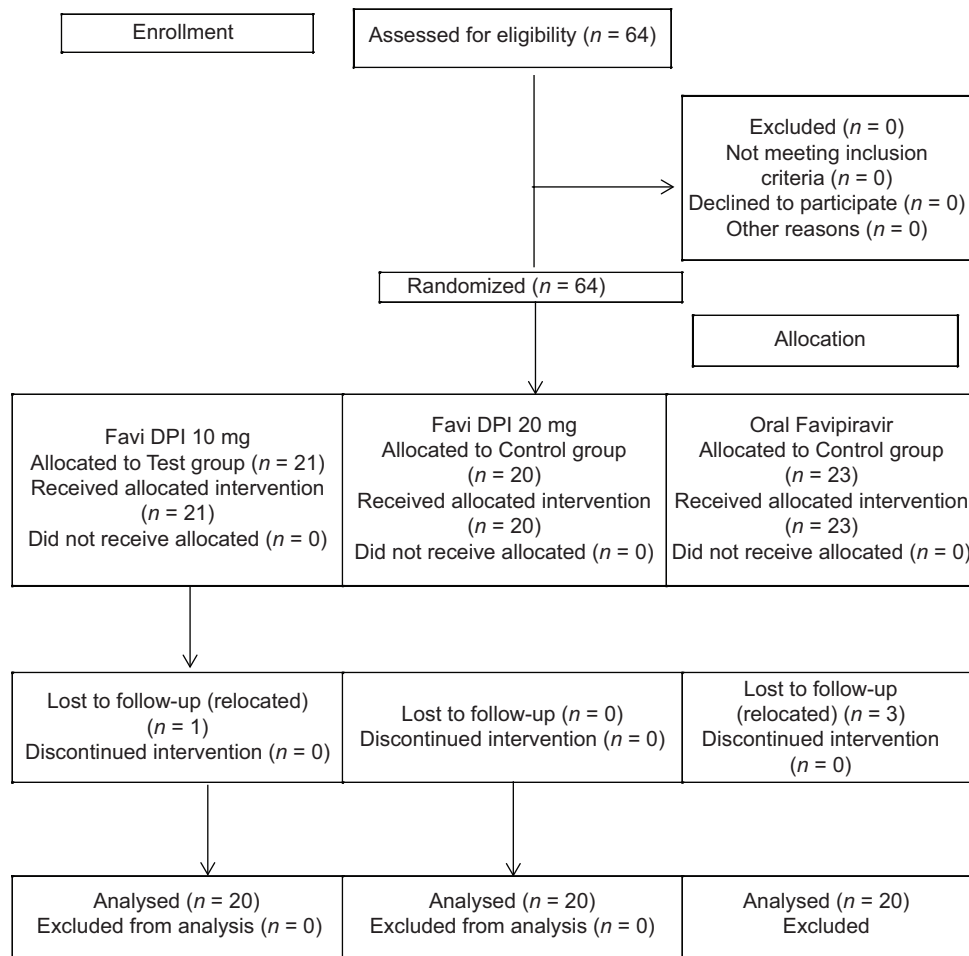 Enrollment
Assessed for eligibility (n = 64)
Excluded (n = 0)
Not meeting inclusion
criteria (n = 0)
Declined to participate (n = 0)
Other reasons (n = 0)
Randomized (n = 64)
Allocation
Favi DPI 10 mg
Allocated to Test group (n = 21)
Received allocated intervention
(n = 21)
Did not receive allocated (n = 0)
Favi DPI 20 mg
Allocated to Control group
(n = 20)
Received allocated intervention
(n = 20)
Did not receive allocated (n = 0)
Oral Favipiravir
Allocated to Control group
(n = 23)
Received allocated intervention
(n = 23)
Did not receive allocated (n = 0)
Lost to follow-up (relocated)
(n = 1)
Discontinued intervention (n = 0)
Lost to follow-up (n = 0)
Discontinued intervention (n = 0)
Lost to follow-up
(relocated) (n = 3)
Discontinued intervention
(n = 0)
Analysed (n = 20)
Excluded from analysis (n = 0)
Analysed (n = 20)
Excluded from analysis (n = 0)
Analysed (n = 20)
Excluded